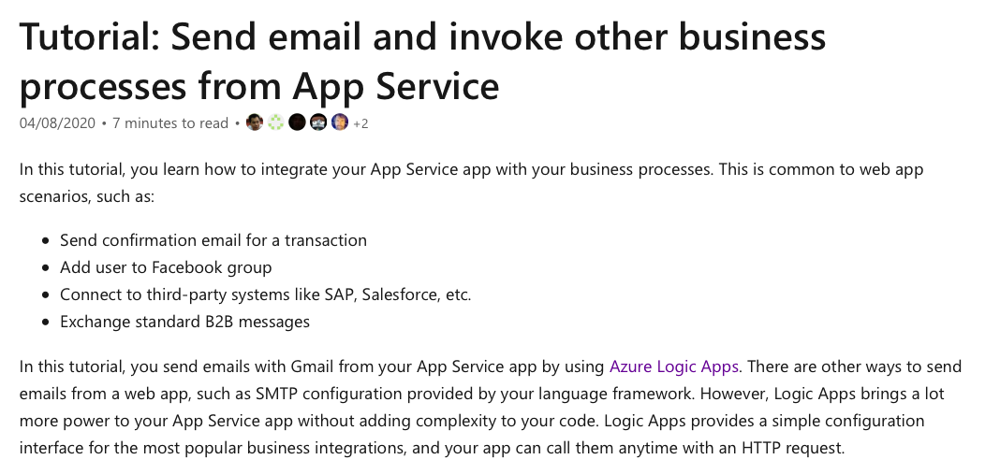 Tutorial: Send email and invoke other business
processes from App Service
04/08/2020 • 7 minutes to read • +2
In this tutorial, you learn how to integrate your App Service app with your business processes. This is common to web app
scenarios, such as:
• Send confirmation email for a transaction
• Add user to Facebook group
• Connect to third-party systems like SAP, Salesforce, etc.
• Exchange standard B2B messages
In this tutorial, you send emails with Gmail from your App Service app by using Azure Logic Apps. There are other ways to send
emails from a web app, such as SMTP configuration provided by your language framework. However, Logic Apps brings a lot
more power to your App Service app without adding complexity to your code. Logic Apps provides a simple configuration
interface for the most popular business integrations, and your app can call them anytime with an HTTP request.